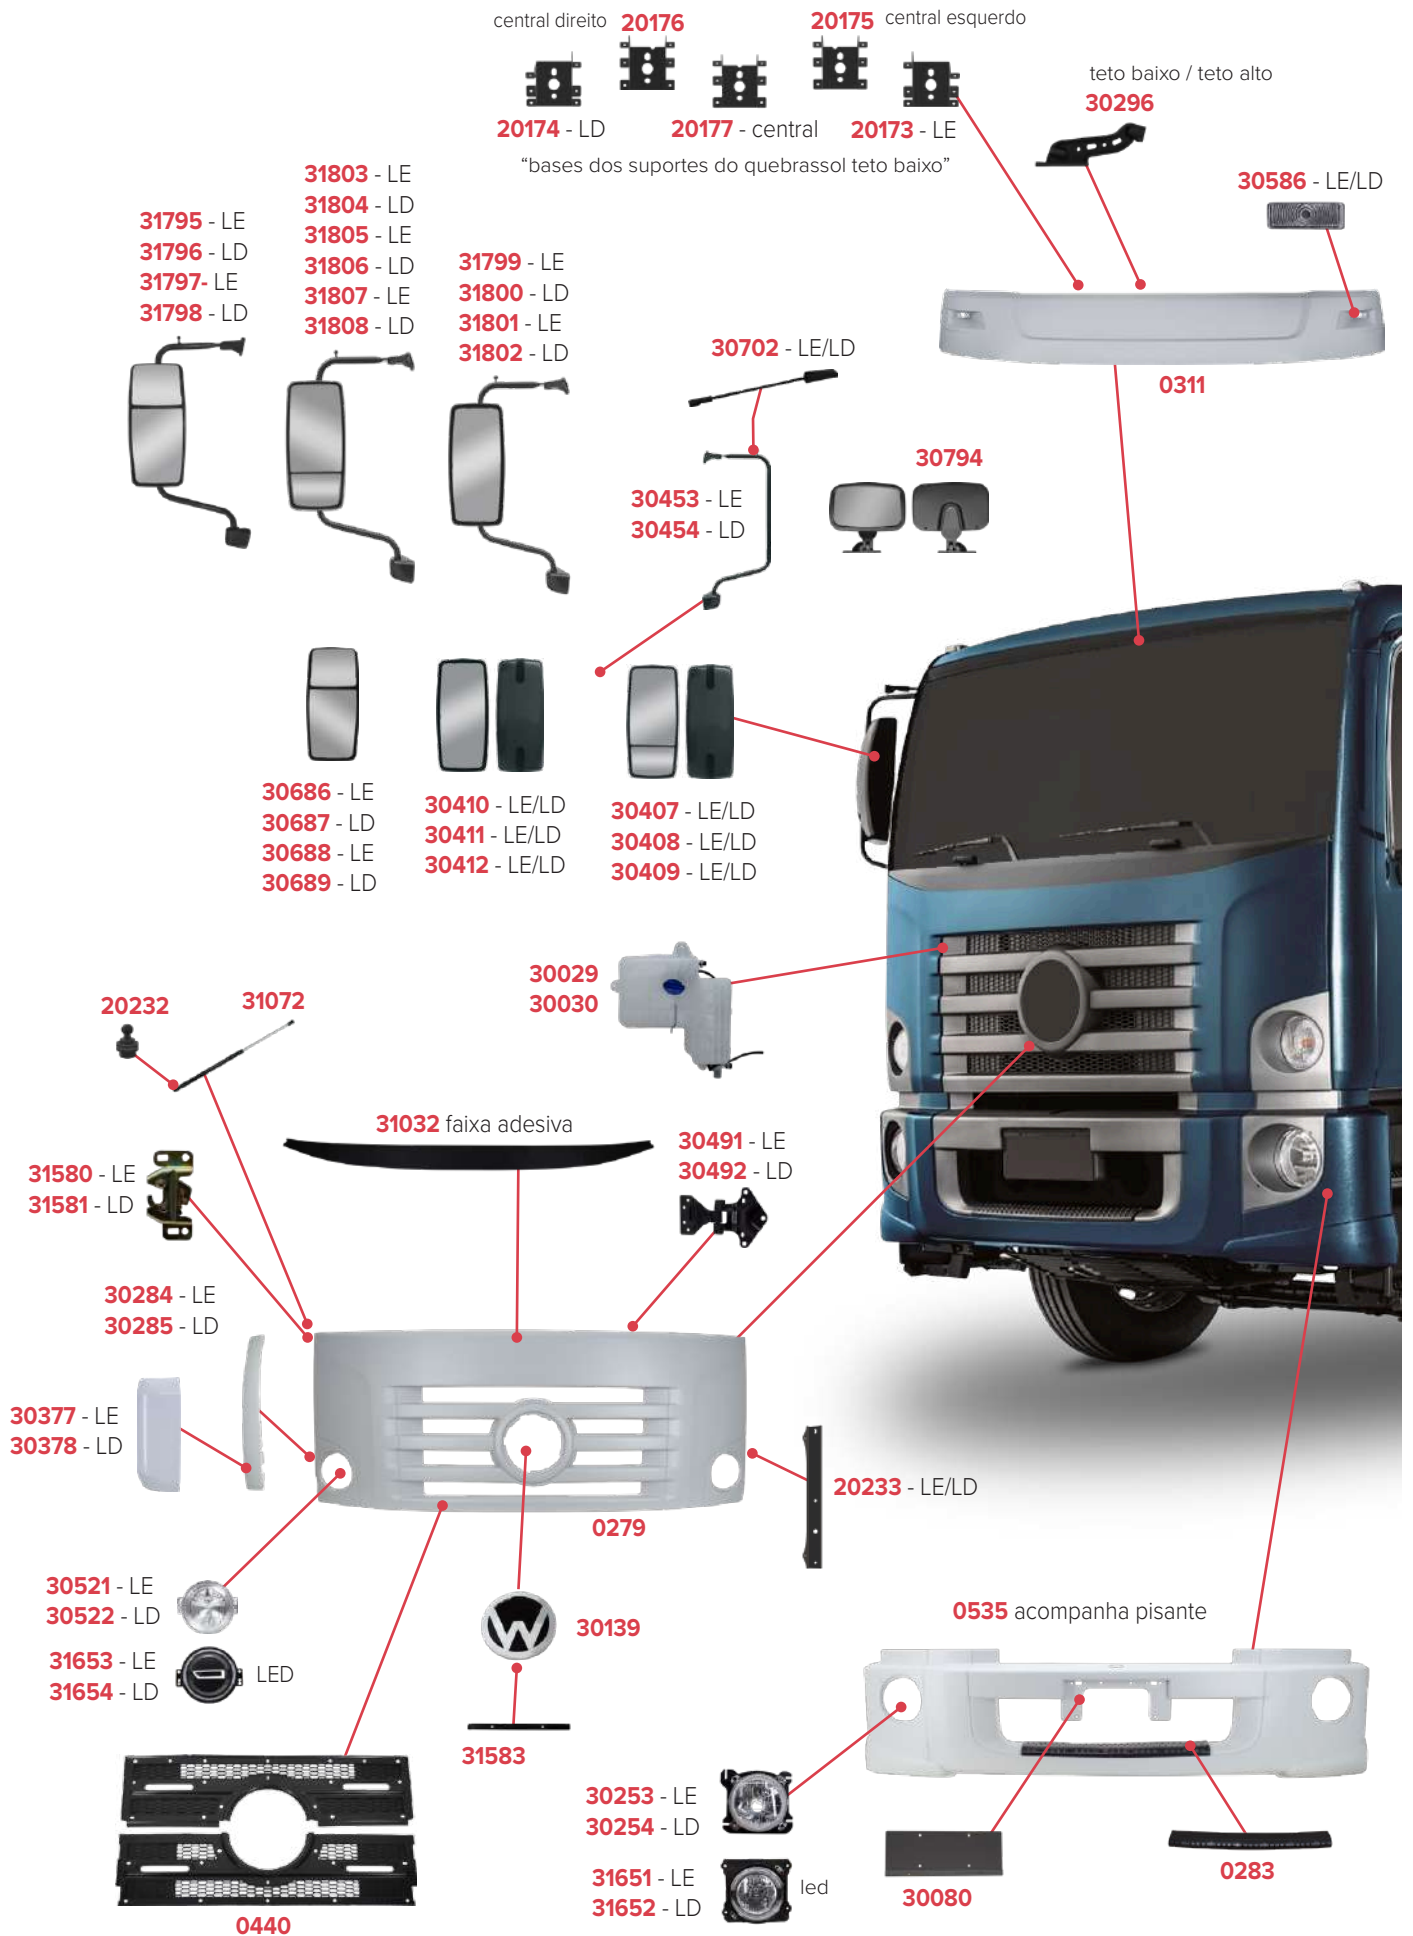 central direito 20176
20175 central esquerdo
20174 - LD
20177 - central
20173 - LE
"bases dos suportes do quebrassol teto baixo"
teto baixo / teto alto
30296
30586 - LE/LD
0311
31795 - LE
31796 - LD
31797- LE
31798 - LD
31803 - LE
31804 - LD
31805 - LE
31806 - LD
31807 - LE
31808 - LD
31799 - LE
31800 - LD
31801 - LE
31802 - LD
30702 - LE/LD
30453 - LE
30454 - LD
30794
30686 - LE
30687 - LD
30688 - LE
30689 - LD
30410 - LE/LD
30411 - LE/LD
30412 - LE/LD
30407 - LE/LD
30408 - LE/LD
30409 - LE/LD
30029
30030
20232
31072
31032 faixa adesiva
31580 - LE
31581 - LD
30491 - LE
30492 - LD
30284 - LE
30285 - LD
30377 - LE
30378 - LD
20233 - LE/LD
0279
30521 - LE
30522 - LD
31653 - LE
31654 - LD
LED
30139
31583
0440
0535 acompanha pisante
30253 - LE
30254 - LD
31651 - LE
31652 - LD
led
30080
0283